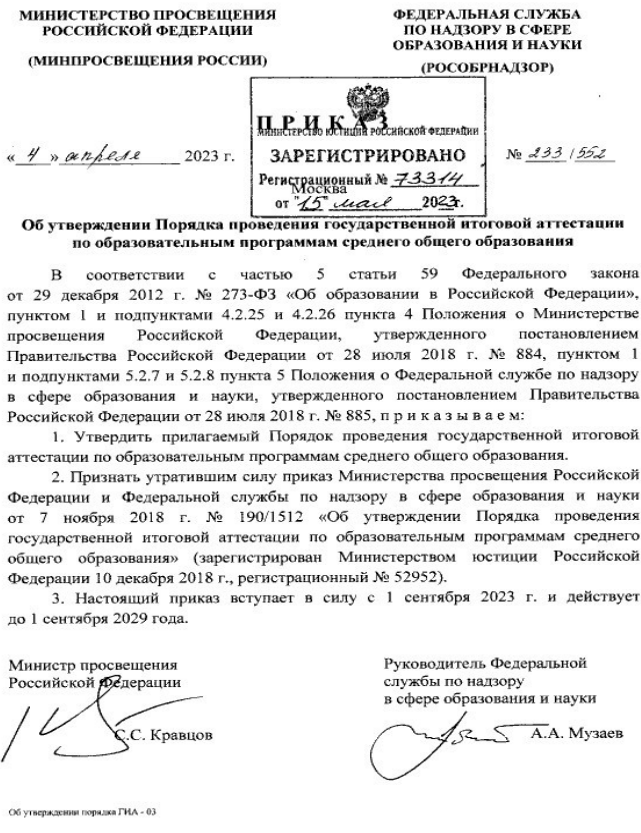 МИНИСТЕРСТВО ПРОСВЕЩЕНИЯ
РОССИЙСКОЙ ФЕДЕРАЦИИ
(МИНПРОСВЕЩЕНИЯ РОССИИ)
ФЕДЕРАЛЬНАЯ СЛУЖБА
ПО НАДЗОРУ В СФЕРЕ
ОБРАЗОВАНИЯ И НАУКИ
(РОСОБРНАДЗОР)
ПРИКАЗ
МИНИСТЕРСТВО ЮСТИЦИИ РОССИЙСКОЙ ФЕДЕРАЦИИ
ЗАРЕГИСТРИРОВАНО
Регистрационный № 73314
Москва
от "15" мая 2023г.
« 4 » апреля 2023 г.
№ 233/552
Об утверждении Порядка проведения государственной итоговой аттестации
по образовательным программам среднего общего образования
В соответствии с частью 5 статьи 59 Федерального закона
от 29 декабря 2012 г. № 273-ФЗ «Об образовании в Российской Федерации»,
пунктом 1 и подпунктами 4.2.25 и 4.2.26 пункта 4 Положения о Министерстве
просвещения Российской Федерации, утвержденного постановлением
Правительства Российской Федерации от 28 июля 2018 г. № 884, пунктом 1
и подпунктами 5.2.7 и 5.2.8 пункта 5 Положения о Федеральной службе по надзору
в сфере образования и науки, утвержденного постановлением Правительства
Российской Федерации от 28 июля 2018 г. № 885, п р и к а з ы в а е м:
1. Утвердить прилагаемый Порядок проведения государственной итоговой
аттестации по образовательным программам среднего общего образования.
2. Признать утратившим силу приказ Министерства просвещения Российской
Федерации и Федеральной службы по надзору в сфере образования и науки
от 7 ноября 2018 г. № 190/1512 «Об утверждении Порядка проведения
государственной итоговой аттестации по образовательным программам среднего
общего образования» (зарегистрирован Министерством юстиции Российской
Федерации 10 декабря 2018 г., регистрационный № 52952).
3. Настоящий приказ вступает в силу с 1 сентября 2023 г. и действует
до 1 сентября 2029 года.
Министр просвещения
Российской Федерации
С.С. Кравцов
Руководитель Федеральной
службы по надзору
в сфере образования и науки
А.А. Музаев
Об утверждении порядка ГИА - 03